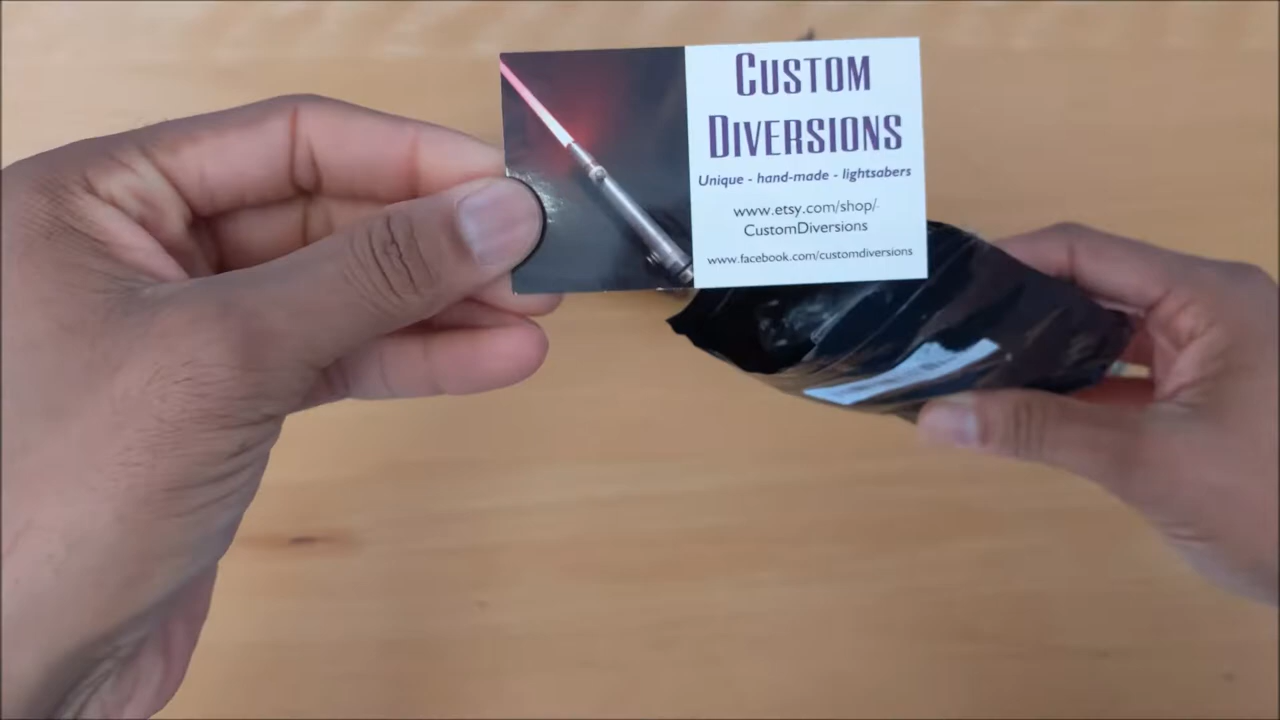 CUSTOM
DIVERSIONS
Unique - hand-made - lightsabers
www.etsy.com/shop/
CustomDiversions
www.facebook.com/customdiversions